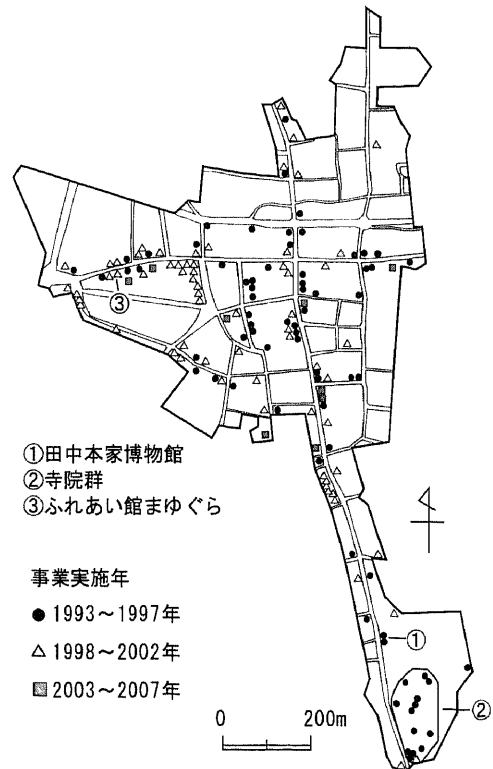 ③
①田中本家博物館
②寺院群
③ふれあい館まゆぐら
事業実施年
● 1993～1997年
△ 1998～2002年
■ 2003～2007年
0 200m
①
②